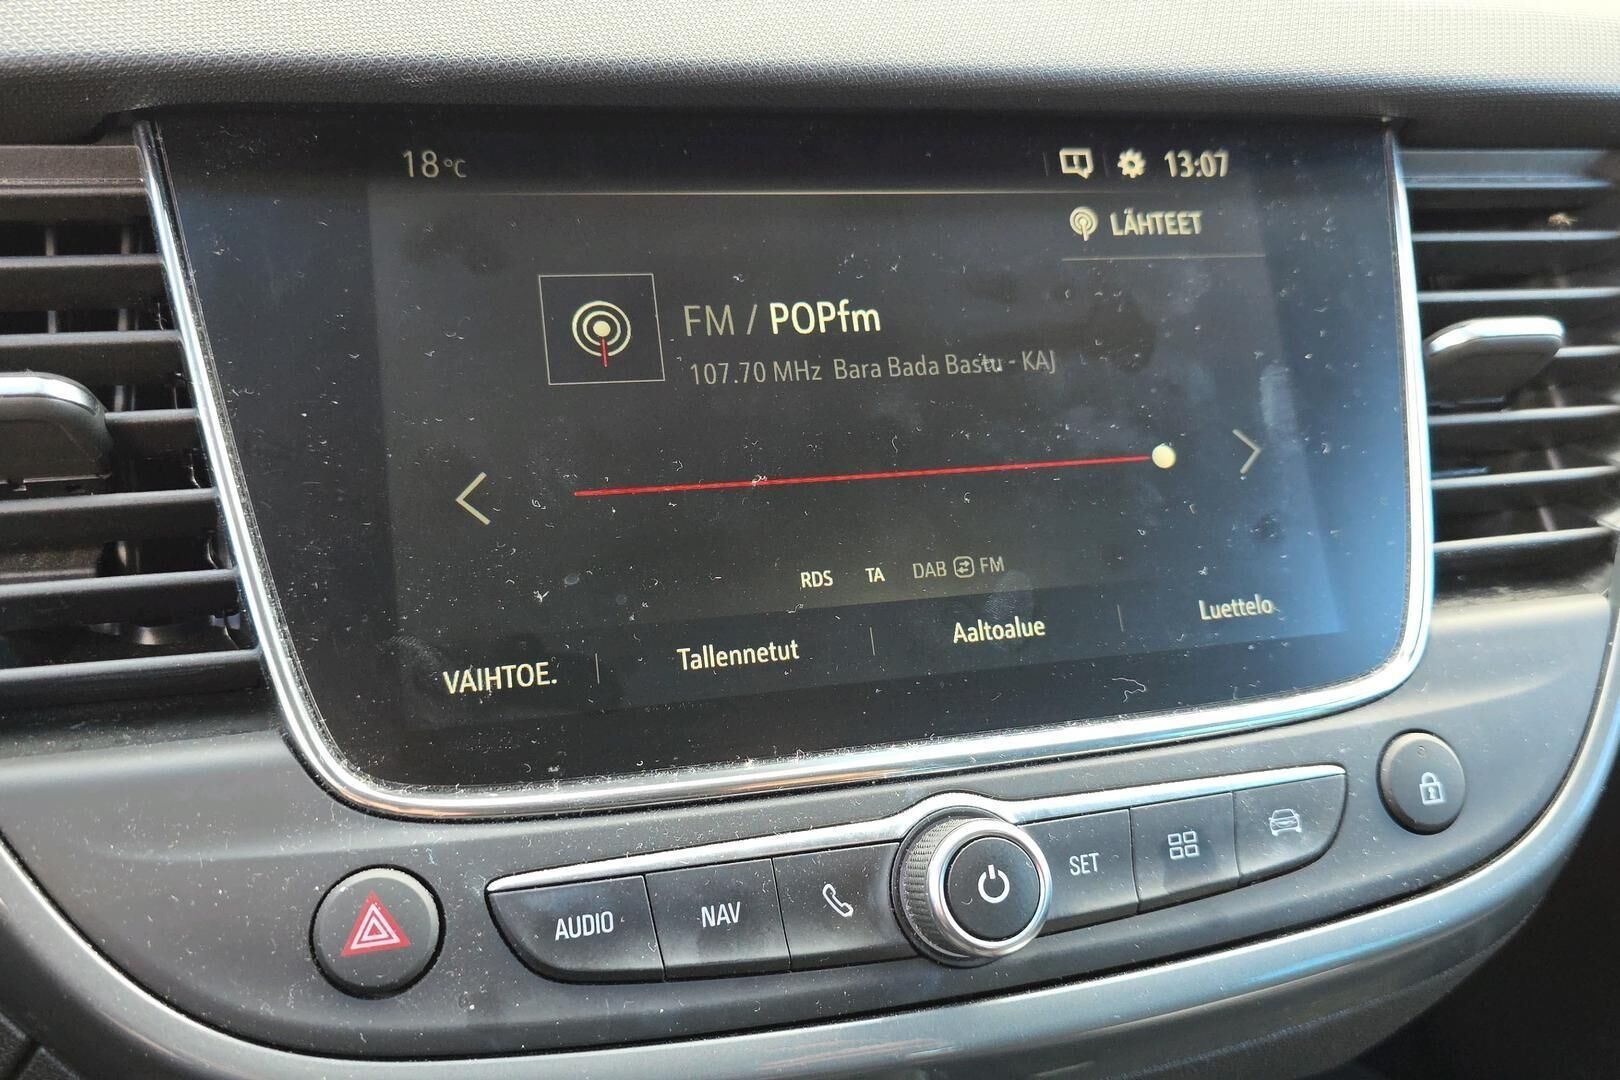 18°C 13:07
LÄHTEET
FM / POPfm
107.70 MHz Bara Bada Bastu - KAJ
RDS TA DAB FM
VAIHTOE. Tallennetut Aaltoalue Luettelo
AUDIO NAV SET